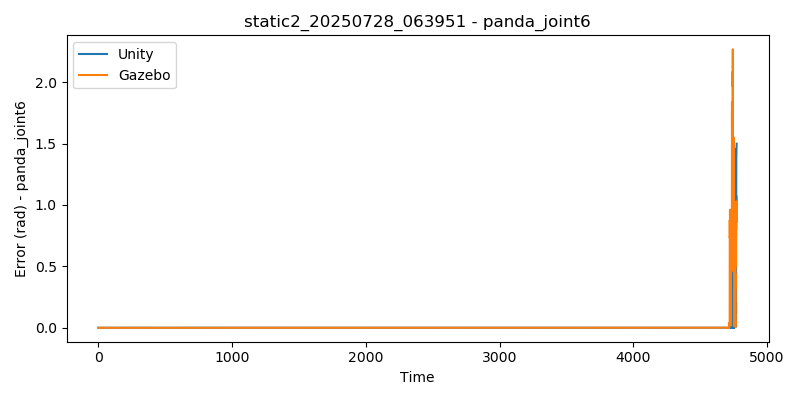 static2_20250728_063951 - panda_joint6
Unity
Gazebo
Error (rad) - panda_joint6
2.0
1.5
1.0
0.5
0.0
0 1000 2000 3000 4000 5000
Time